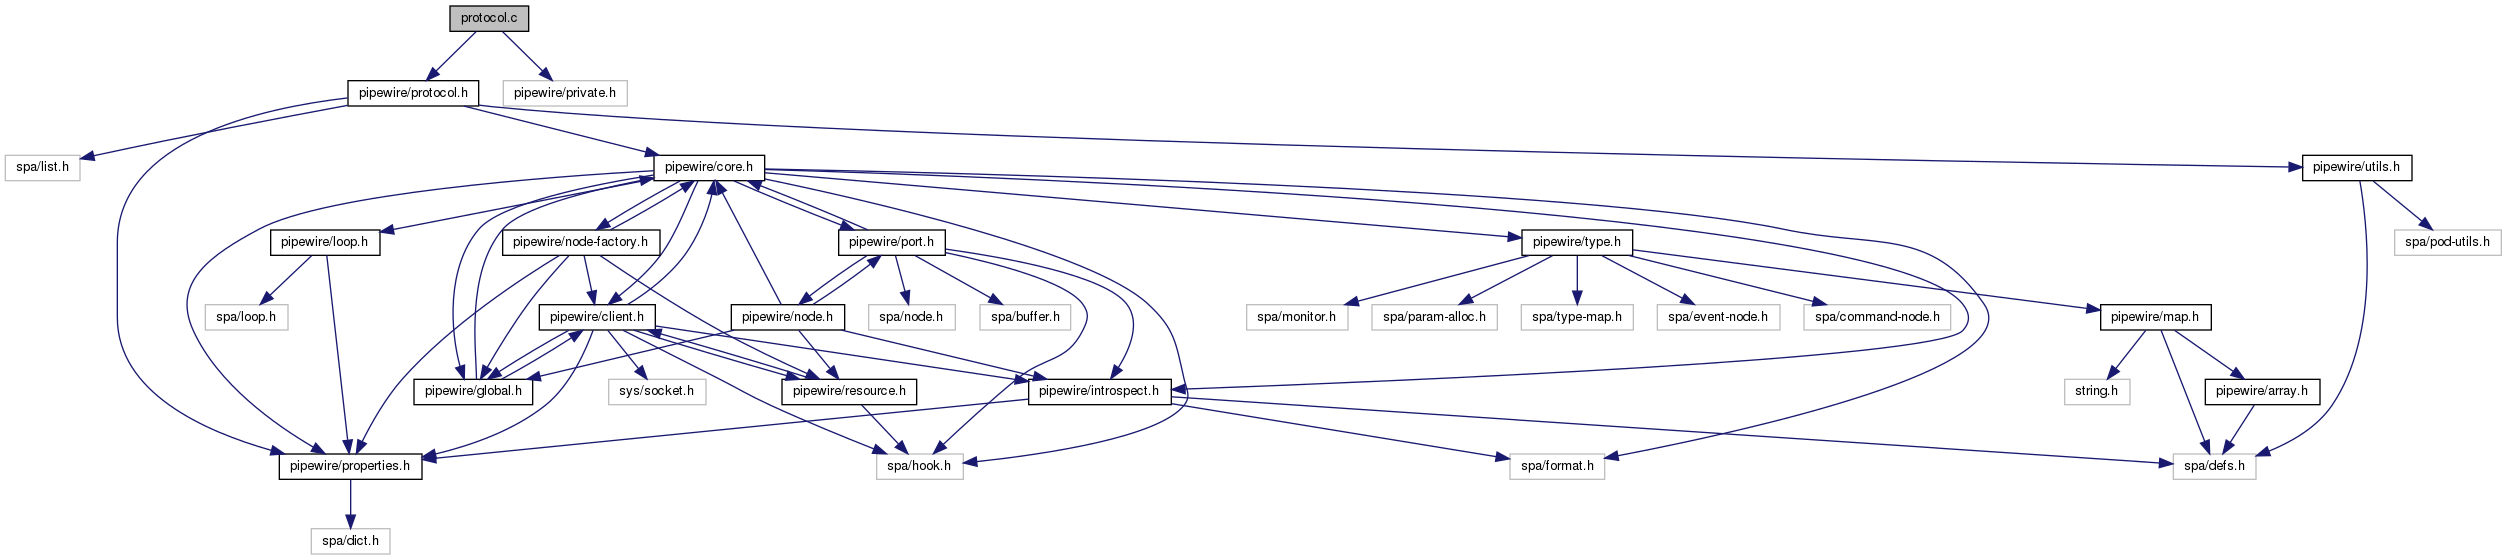 protocol.c
pipewire/protocol.h
pipewire/private.h
spa/list.h
pipewire/core.h
pipewire/utils.h
pipewire/loop.h
pipewire/node-factory.h
pipewire/port.h
pipewire/type.h
spa/pod-utils.h
spa/loop.h
pipewire/client.h
pipewire/node.h
spa/node.h
spa/buffer.h
spa/monitor.h
spa/param-alloc.h
spa/type-map.h
spa/event-node.h
spa/command-node.h
pipewire/map.h
pipewire/global.h
sys/socket.h
pipewire/resource.h
pipewire/introspect.h
string.h
pipewire/array.h
pipewire/properties.h
spa/hook.h
spa/format.h
spa/defs.h
spa/dict.h